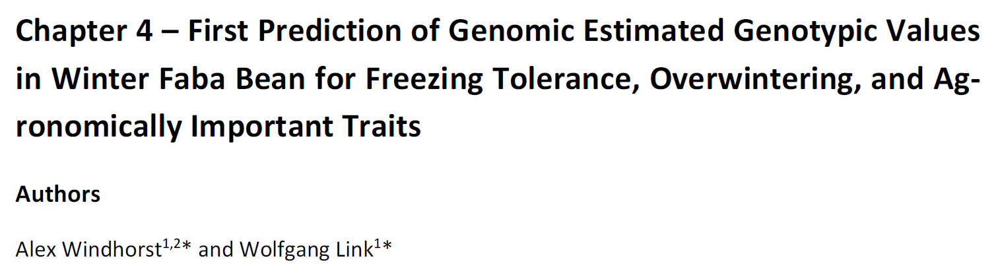 Chapter 4 – First Prediction of Genomic Estimated Genotypic Values
in Winter Faba Bean for Freezing Tolerance, Overwintering, and Ag-
ronomically Important Traits
Authors
Alex Windhorst1,2* and Wolfgang Link1*